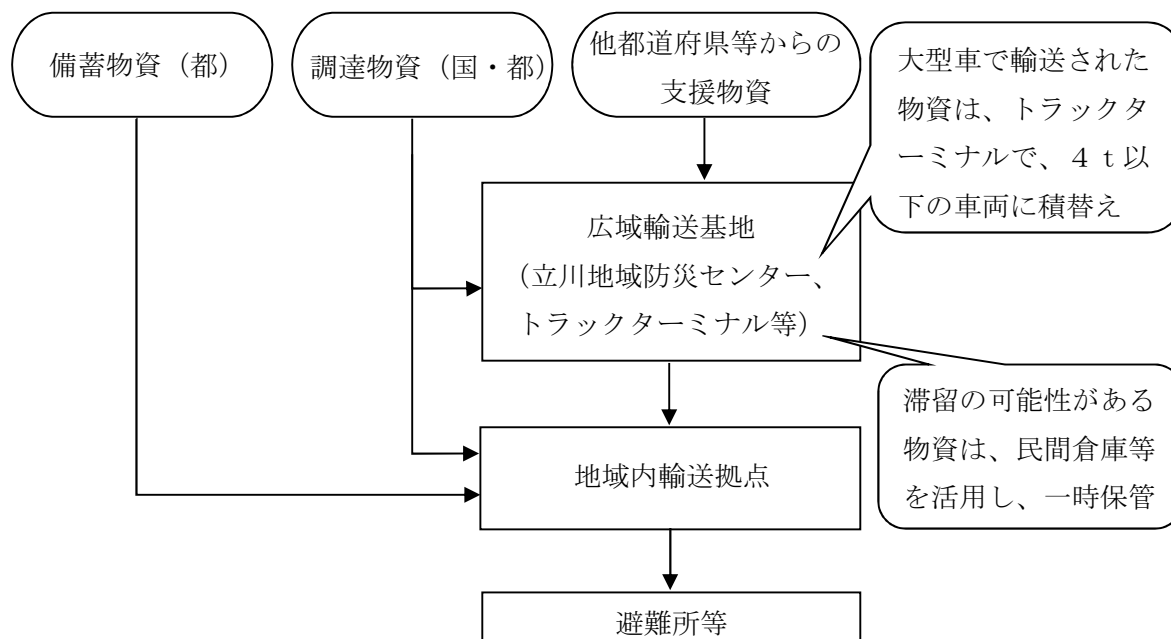 備蓄物資（都）
調達物資（国・都）
他都道府県等からの
支援物資
大型車で輸送された
物資は、トラックタ
ーミナルで、４ｔ以
下の車両に積替え
広域輸送基地
（立川地域防災センター、
トラックターミナル等）
滞留の可能性がある
物資は、民間倉庫等
を活用し、一時保管
地域内輸送拠点
避難所等